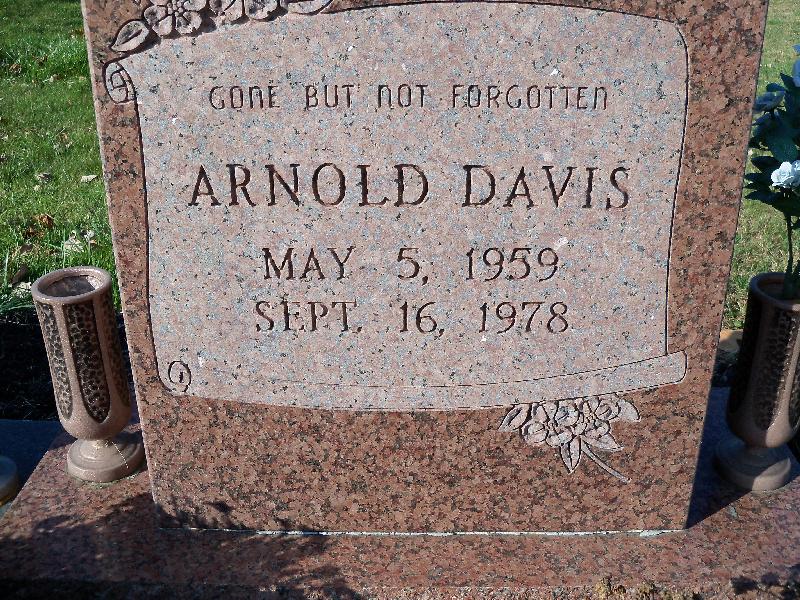 GONE BUT NOT FORGOTTEN
ARNOLD DAVIS
MAY 5, 1959
SEPT. 16, 1978